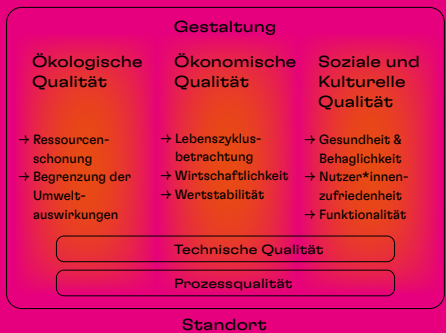 Gestaltung
Ökologische
Qualität
→ Ressourcen-
schonung
→ Begrenzung der
Umwelt-
auswirkungen
Ökonomische
Qualität
→ Lebenszyklus-
betrachtung
→ Wirtschaftlichkeit
→ Wertstabilität
Soziale und
Kulturelle
Qualität
→ Gesundheit &
Behaglichkeit
→ Nutzer*innen-
zufriedenheit
→ Funktionalität
Technische Qualität
Prozessqualität
Standort